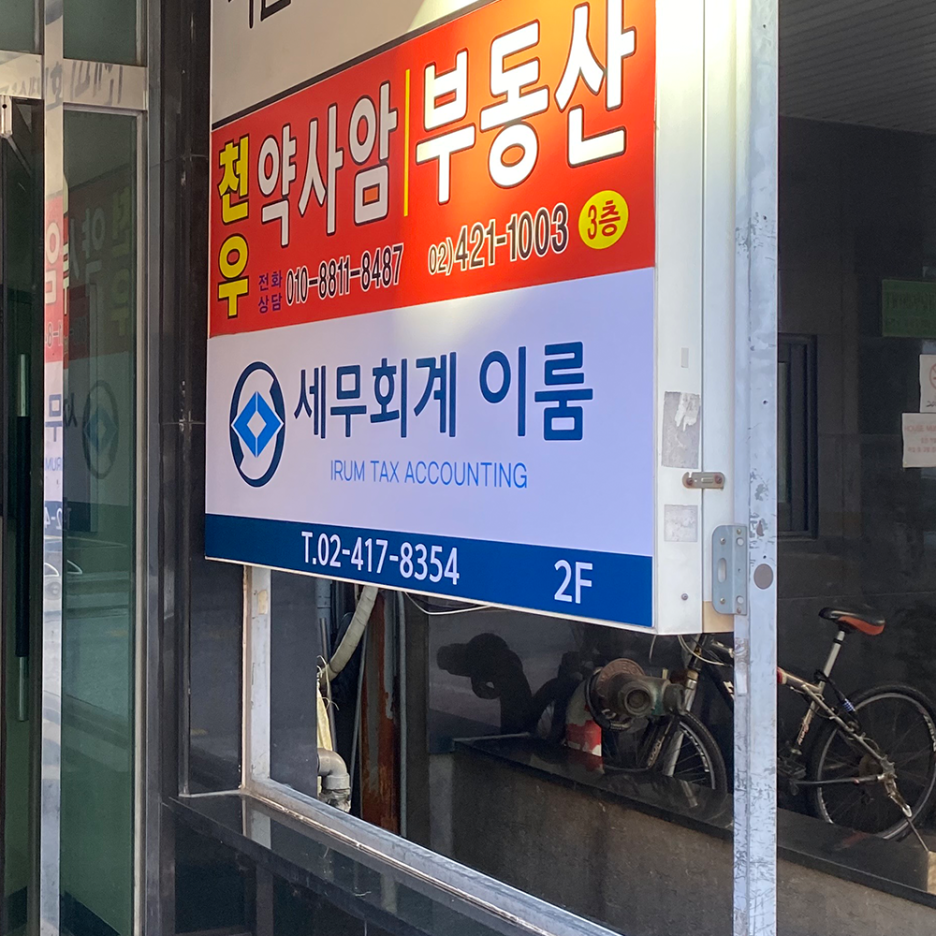 천우 약사암 부동산
전화상담 010-8811-8487 02)421-1003 3층
세무회계 이룸
IRUM TAX ACCOUNTING
T.02-417-8354 2F